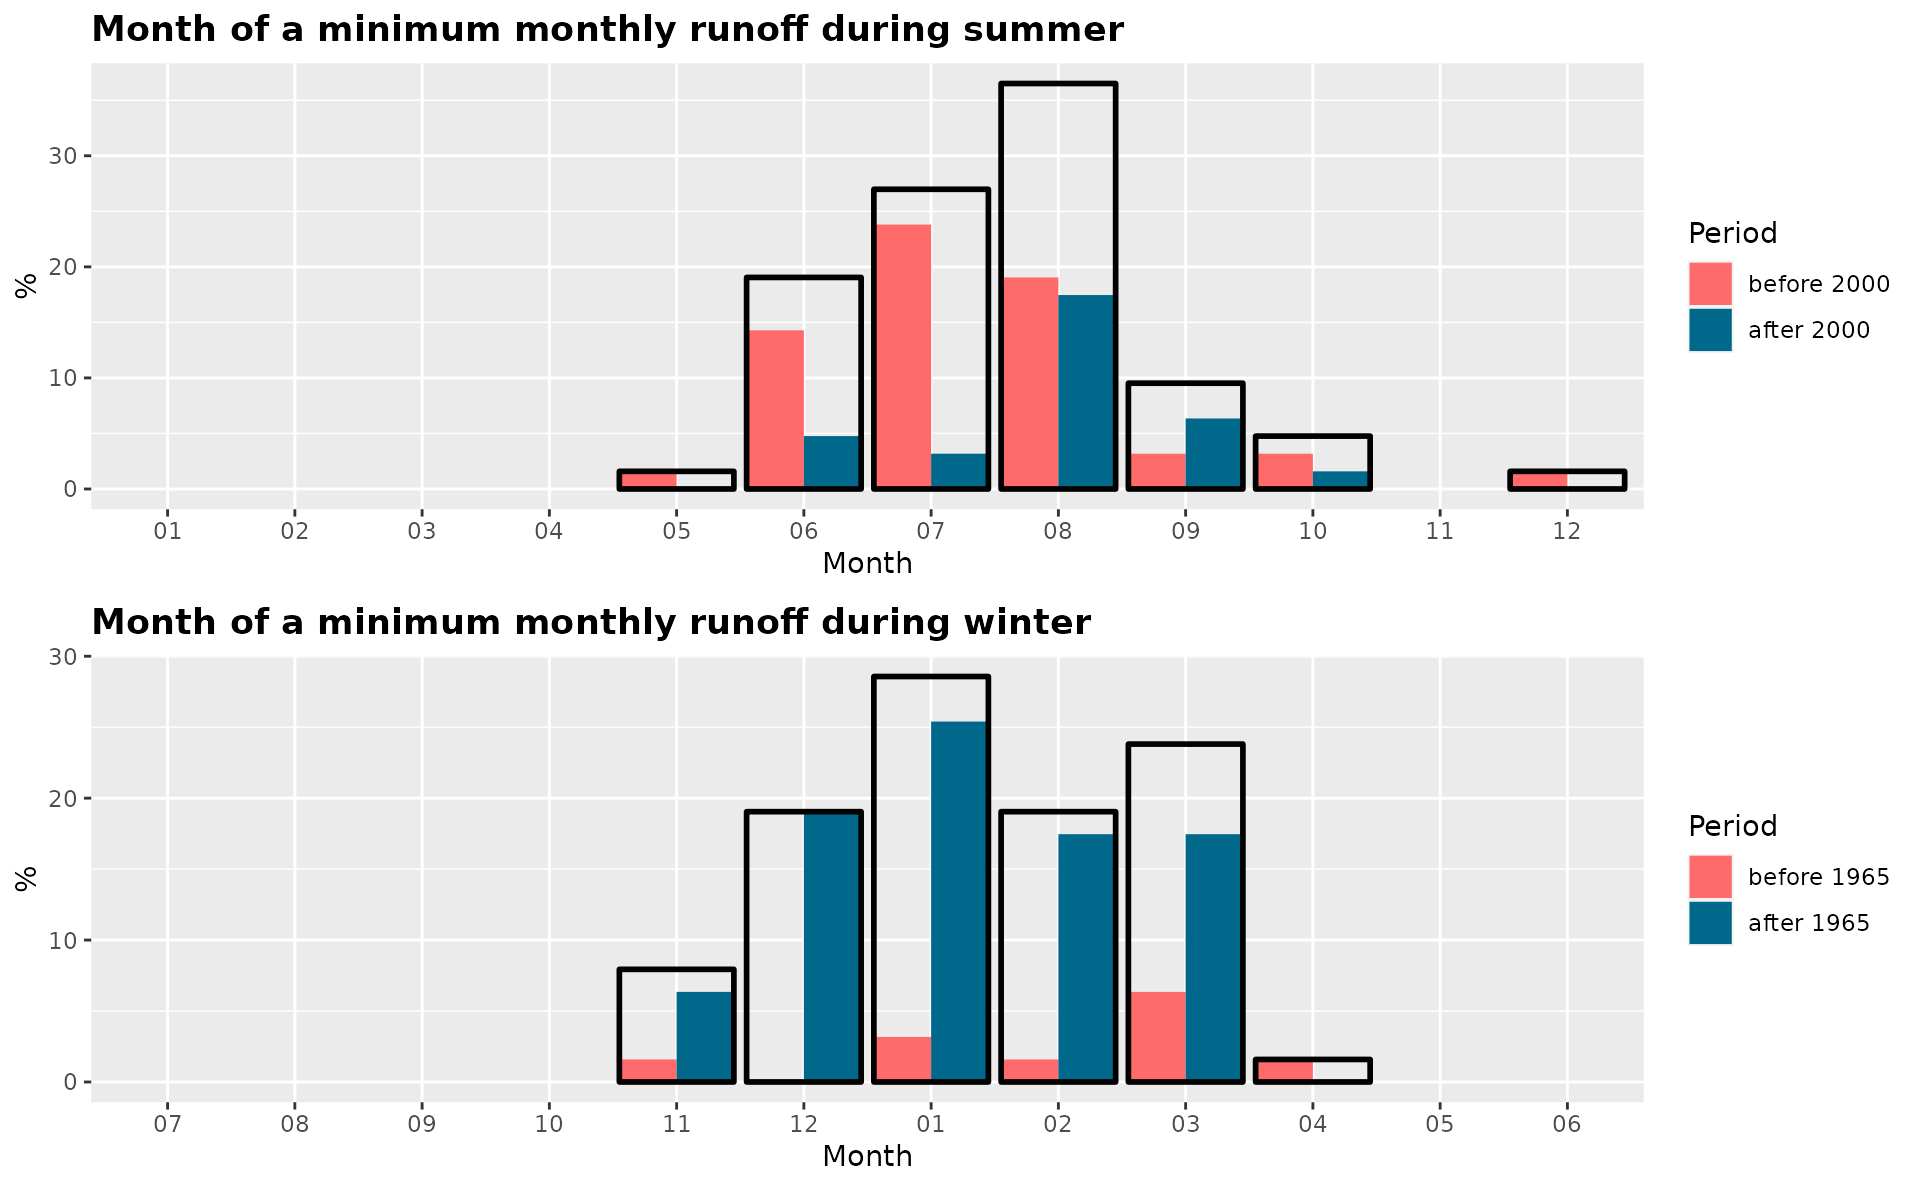 Month of a minimum monthly runoff during summer
%
30
20
10
0
01 02 03 04 05 06 07 08 09 10 11 12
Month
Period
before 2000
after 2000
Month of a minimum monthly runoff during winter
%
30
20
10
0
07 08 09 10 11 12 01 02 03 04 05 06
Month
Period
before 1965
after 1965